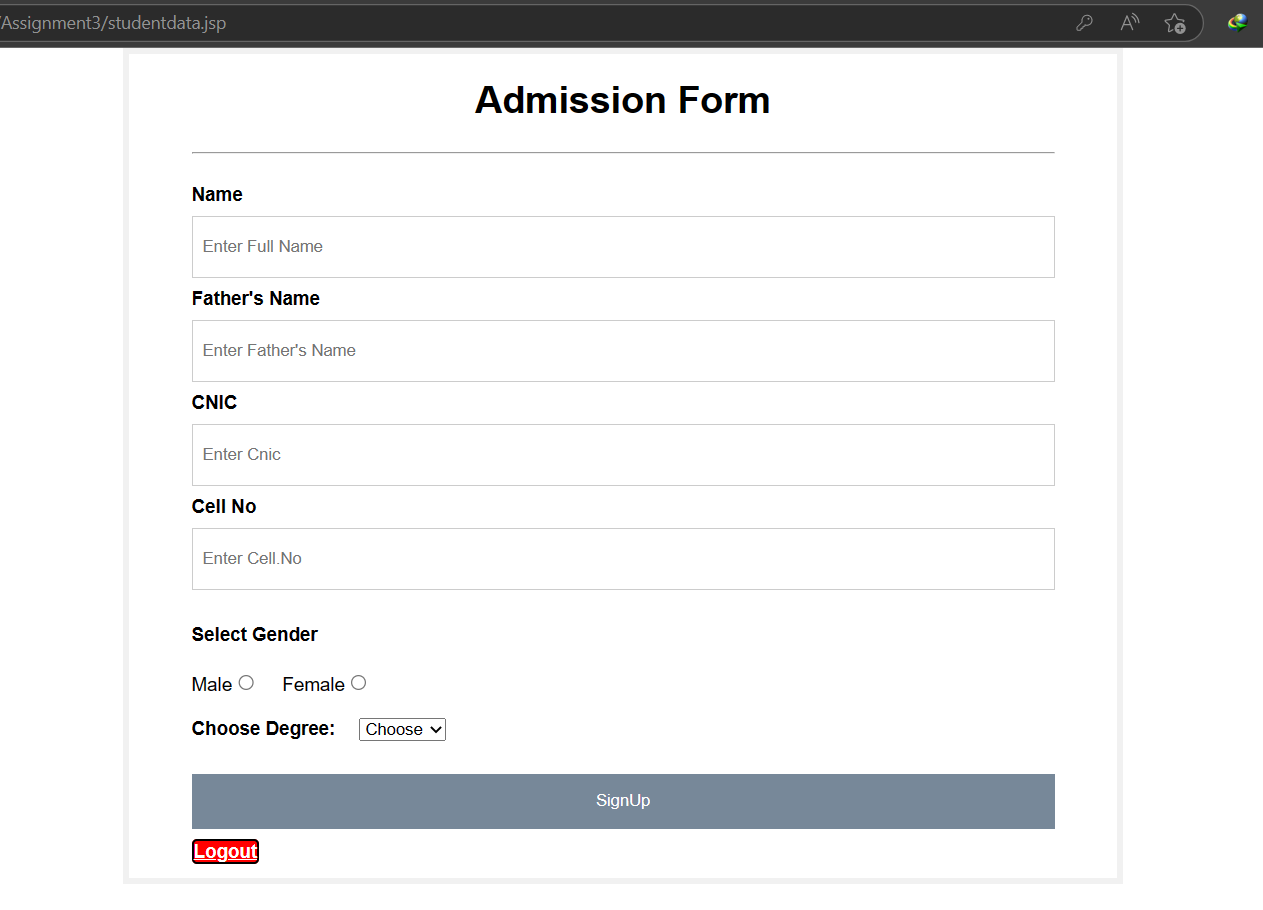 /Assignment3/studentdata.jsp
Admission Form
Name
Enter Full Name
Father's Name
Enter Father's Name
CNIC
Enter Cnic
Cell No
Enter Cell.No
Select Gender
Male Female
Choose Degree: Choose
SignUp
Logout